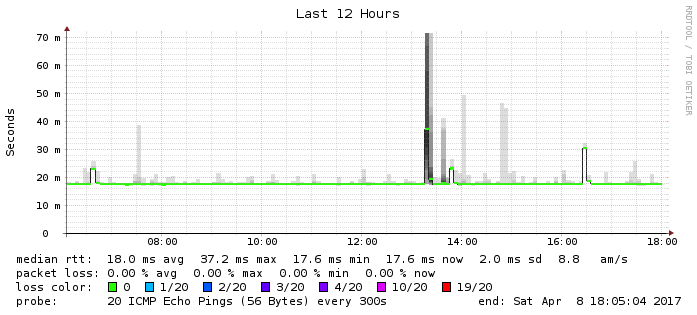 Last 12 Hours
RRDTOOL / TOBI OETIKER
Seconds
70 m
60 m
50 m
40 m
30 m
20 m
10 m
0
08:00 10:00 12:00 14:00 16:00 18:00
median rtt: 18.0 ms avg 37.2 ms max 17.6 ms min 17.6 ms now 2.0 ms sd 8.8 am/s
packet loss: 0.00 % avg 0.00 % max 0.00 % min 0.00 % now
loss color: 0 1/20 2/20 3/20 4/20 10/20 19/20
probe: 20 ICMP Echo Pings (56 Bytes) every 300s end: Sat Apr 8 18:05:04 2017